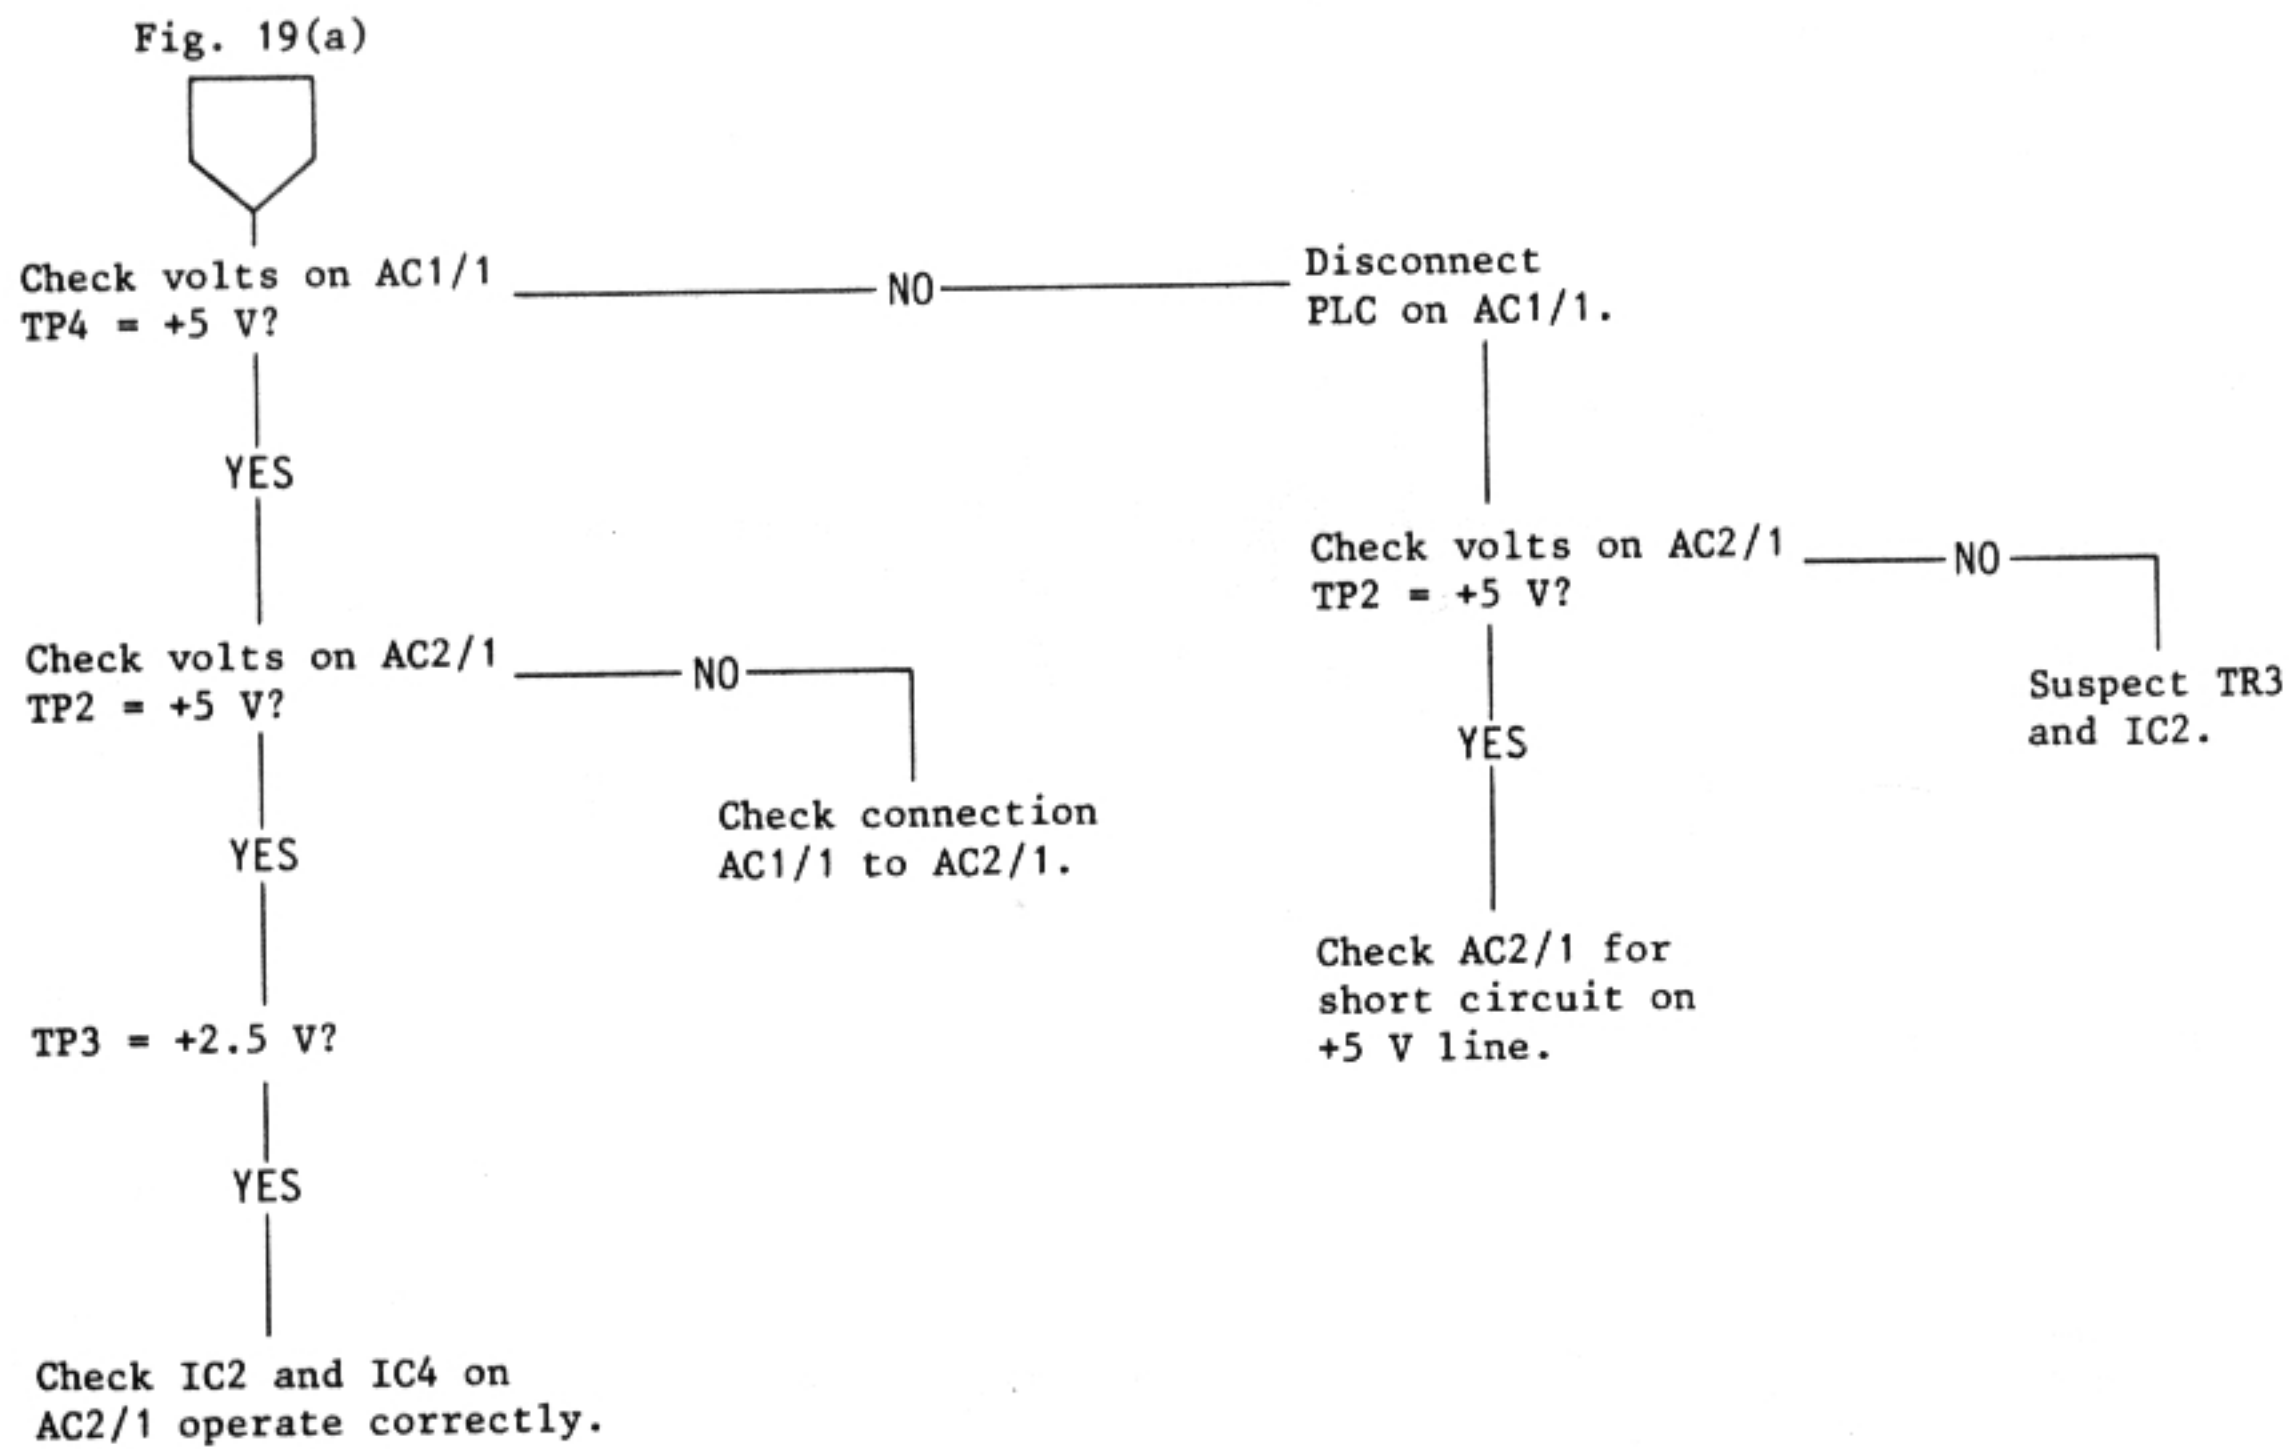 Fig. 19(a)
Check volts on AC1/1
TP4 = +5 V?
NO
Disconnect
PLC on AC1/1.
YES
Check volts on AC2/1
TP2 = +5 V?
NO
Suspect TR3
and IC2.
YES
Check AC2/1 for
short circuit on
+5 V line.
Check volts on AC2/1
TP2 = +5 V?
NO
Check connection
AC1/1 to AC2/1.
YES
TP3 = +2.5 V?
YES
Check IC2 and IC4 on
AC2/1 operate correctly.